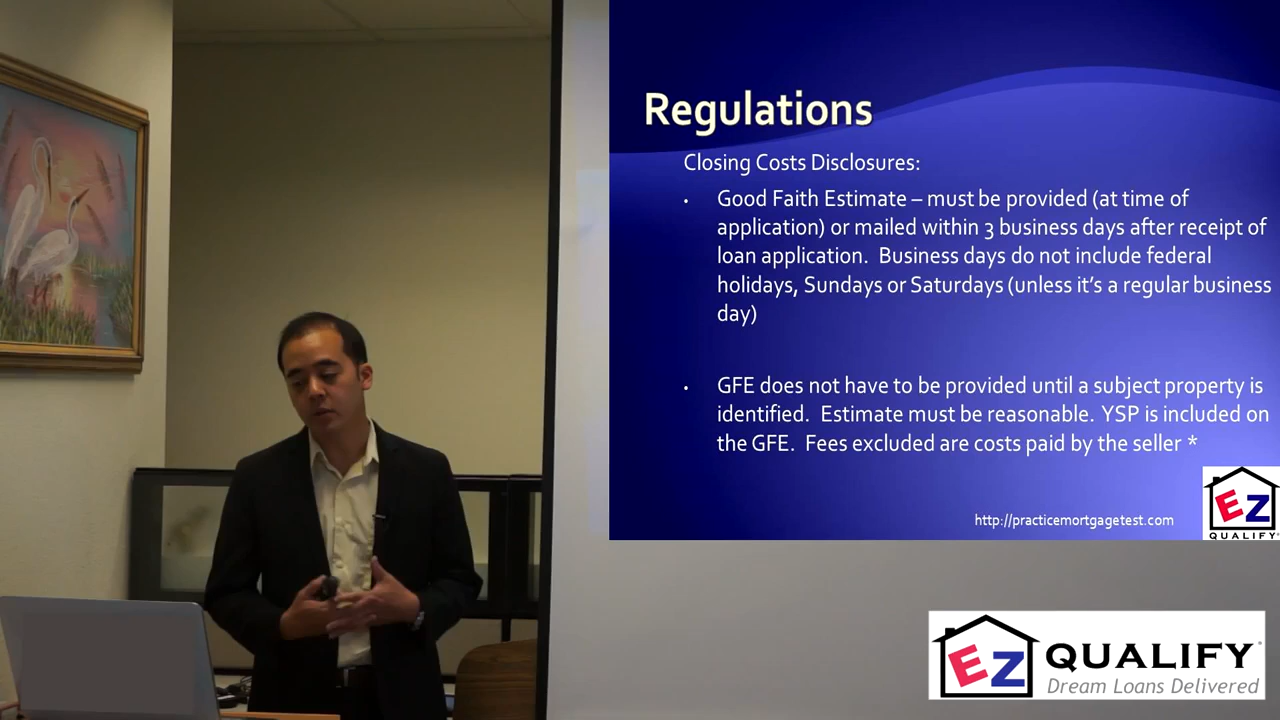 Regulations
Closing Costs Disclosures:
• Good Faith Estimate – must be provided (at time of
application) or mailed within 3 business days after receipt of
loan application.  Business days do not include federal
holidays, Sundays or Saturdays (unless it's a regular business
day)
• GFE does not have to be provided until a subject property is
identified.  Estimate must be reasonable. YSP is included on
the GFE.  Fees excluded are costs paid by the seller *
http://practicemortgagetest.com
EZ
QUALIFY
EZ QUALIFY
Dream Loans Delivered